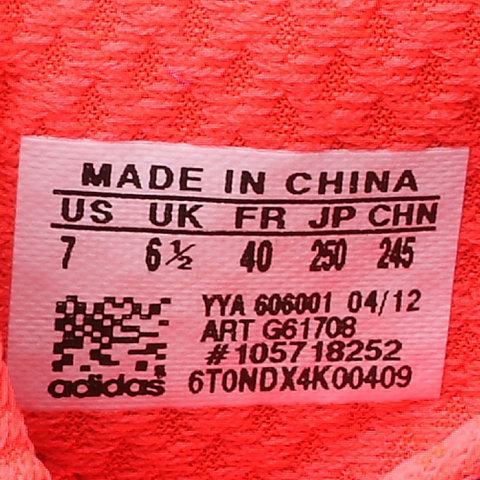 MADE IN CHINA
US UK FR JP CHN
7 6½ 40 250 245
YYA 606001 04/12
ART G61708
#105718252
adidas 6T0NDX4K00409